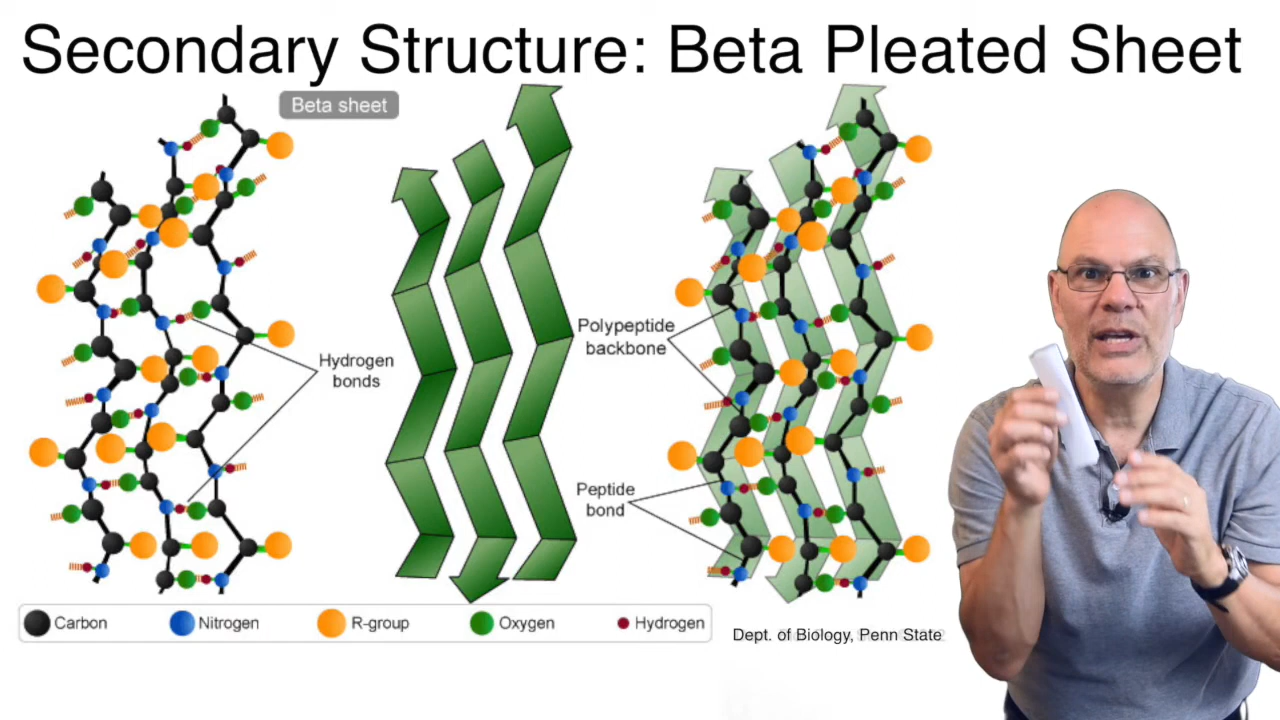 Secondary Structure: Beta Pleated Sheet
Beta sheet
Hydrogen
bonds
Polypeptide
backbone
Peptide
bond
Carbon
Nitrogen
R-group
Oxygen
Hydrogen
Dept. of Biology, Penn State